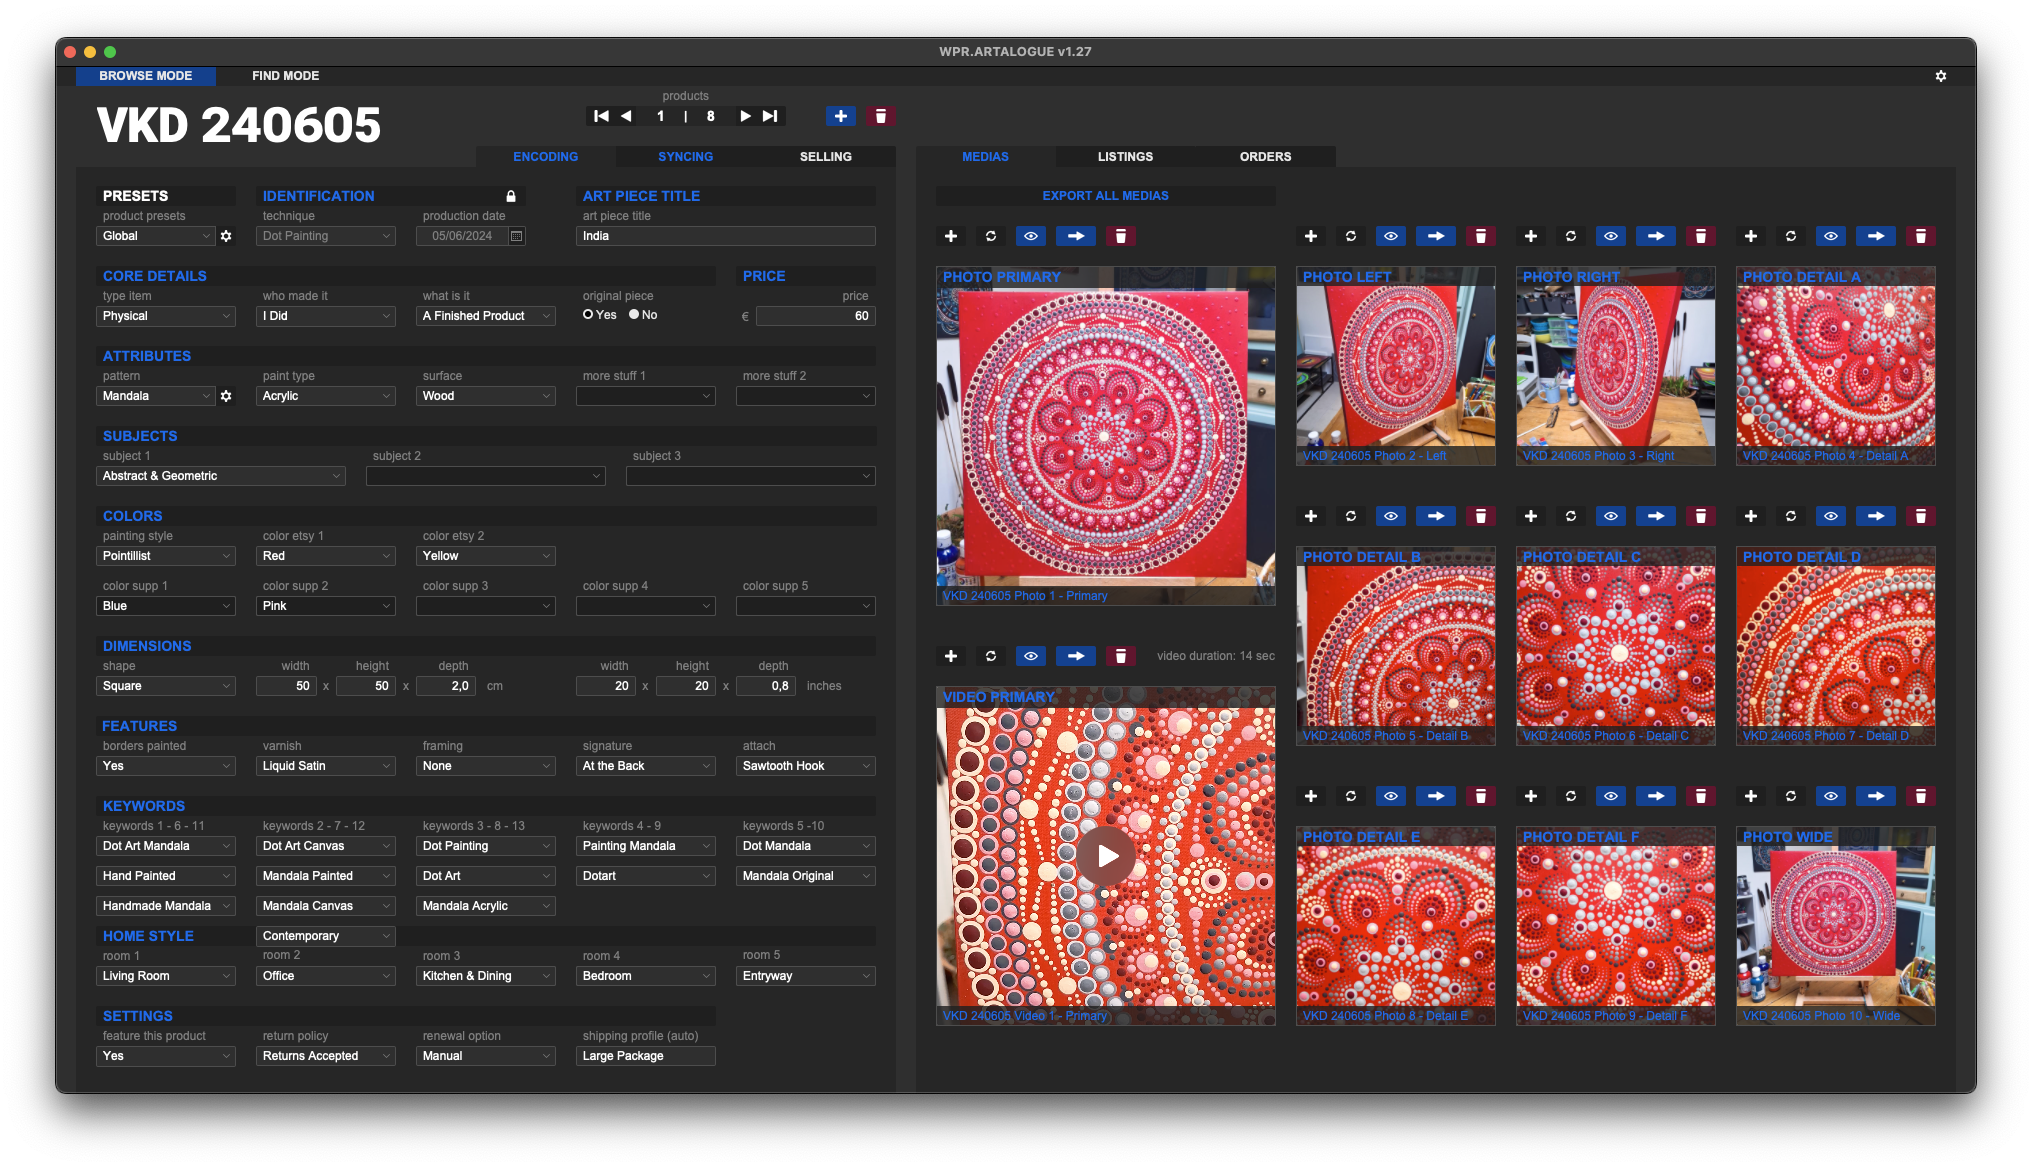 WPR.ARTALOGUE v1.27
BROWSE MODE FIND MODE
VKD 240605
products
1 | 8
ENCODING SYNCING SELLING
PRESETS IDENTIFICATION ART PIECE TITLE
product presets technique production date art piece title
Global Dot Painting 05/06/2024 India
CORE DETAILS PRICE
type item who made it what is it original piece price
Physical I Did A Finished Product Yes No € 60
ATTRIBUTES
pattern paint type surface more stuff 1 more stuff 2
Mandala Acrylic Wood
SUBJECTS
subject 1 subject 2 subject 3
Abstract & Geometric
COLORS
painting style color etsy 1 color etsy 2
Pointillist Red Yellow
color supp 1 color supp 2 color supp 3 color supp 4 color supp 5
Blue Pink
DIMENSIONS
shape width height depth width height depth
Square 50 x 50 x 2,0 cm 20 x 20 x 0,8 inches
FEATURES
borders painted varnish framing signature attach
Yes Liquid Satin None At the Back Sawtooth Hook
KEYWORDS
keywords 1 - 6 - 11 keywords 2 - 7 - 12 keywords 3 - 8 - 13 keywords 4 - 9 keywords 5 -10
Dot Art Mandala Dot Art Canvas Dot Painting Painting Mandala Dot Mandala
Hand Painted Mandala Painted Dot Art Dotart Mandala Original
Handmade Mandala Mandala Canvas Mandala Acrylic
HOME STYLE Contemporary
room 1 room 2 room 3 room 4 room 5
Living Room Office Kitchen & Dining Bedroom Entryway
SETTINGS
feature this product return policy renewal option shipping profile (auto)
Yes Returns Accepted Manual Large Package
MEDIAS LISTINGS ORDERS
EXPORT ALL MEDIAS
PHOTO PRIMARY
VKD 240605 Photo 1 - Primary
PHOTO LEFT PHOTO RIGHT PHOTO DETAIL A
VKD 240605 Photo 2 - Left VKD 240605 Photo 3 - Right VKD 240605 Photo 4 - Detail A
PHOTO DETAIL B PHOTO DETAIL C PHOTO DETAIL D
VKD 240605 Photo 5 - Detail B VKD 240605 Photo 6 - Detail C VKD 240605 Photo 7 - Detail D
video duration: 14 sec
VIDEO PRIMARY
VKD 240605 Video 1 - Primary
PHOTO DETAIL E PHOTO DETAIL F PHOTO WIDE
VKD 240605 Photo 8 - Detail E VKD 240605 Photo 9 - Detail F VKD 240605 Photo 10 - Wide